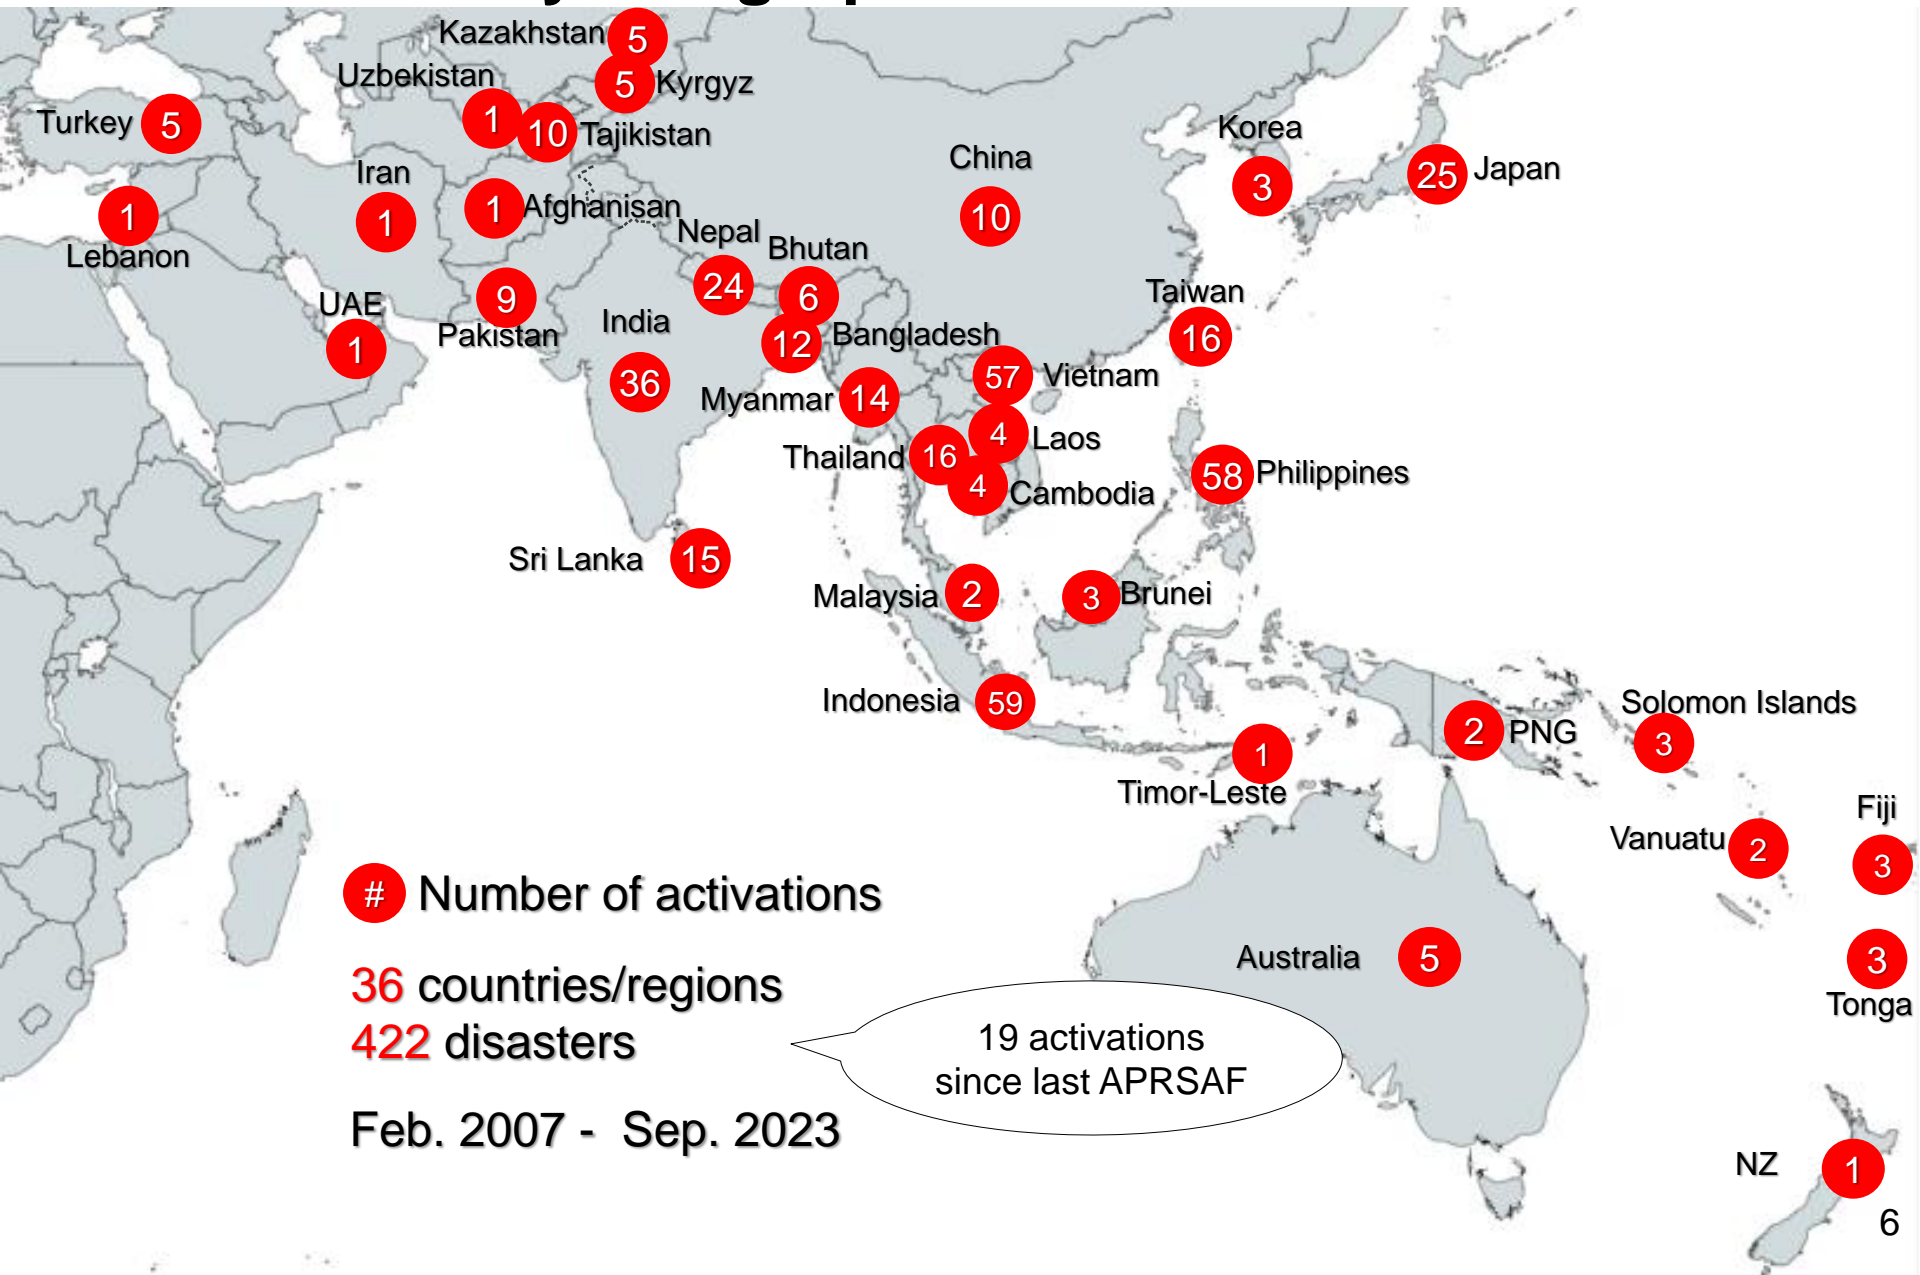 Kazakhstan 5
Uzbekistan
5 Kyrgyz
Turkey 5
1
10 Tajikistan
Korea
3
China
10
25 Japan
Iran
1
1 Afghanisan
1
Lebanon
Nepal
24
Bhutan
6
UAE
1
9
Pakistan
India
36
12 Bangladesh
Taiwan
16
57 Vietnam
Myanmar 14
4 Laos
Thailand 16
4 Cambodia
58 Philippines
Sri Lanka 15
Malaysia 2
3 Brunei
Indonesia 59
1
Timor-Leste
2 PNG
Solomon Islands
3
Fiji
3
Vanuatu 2
# Number of activations
36 countries/regions
422 disasters
Feb. 2007 - Sep. 2023
19 activations
since last APRSAF
Australia 5
3
Tonga
NZ 1
6